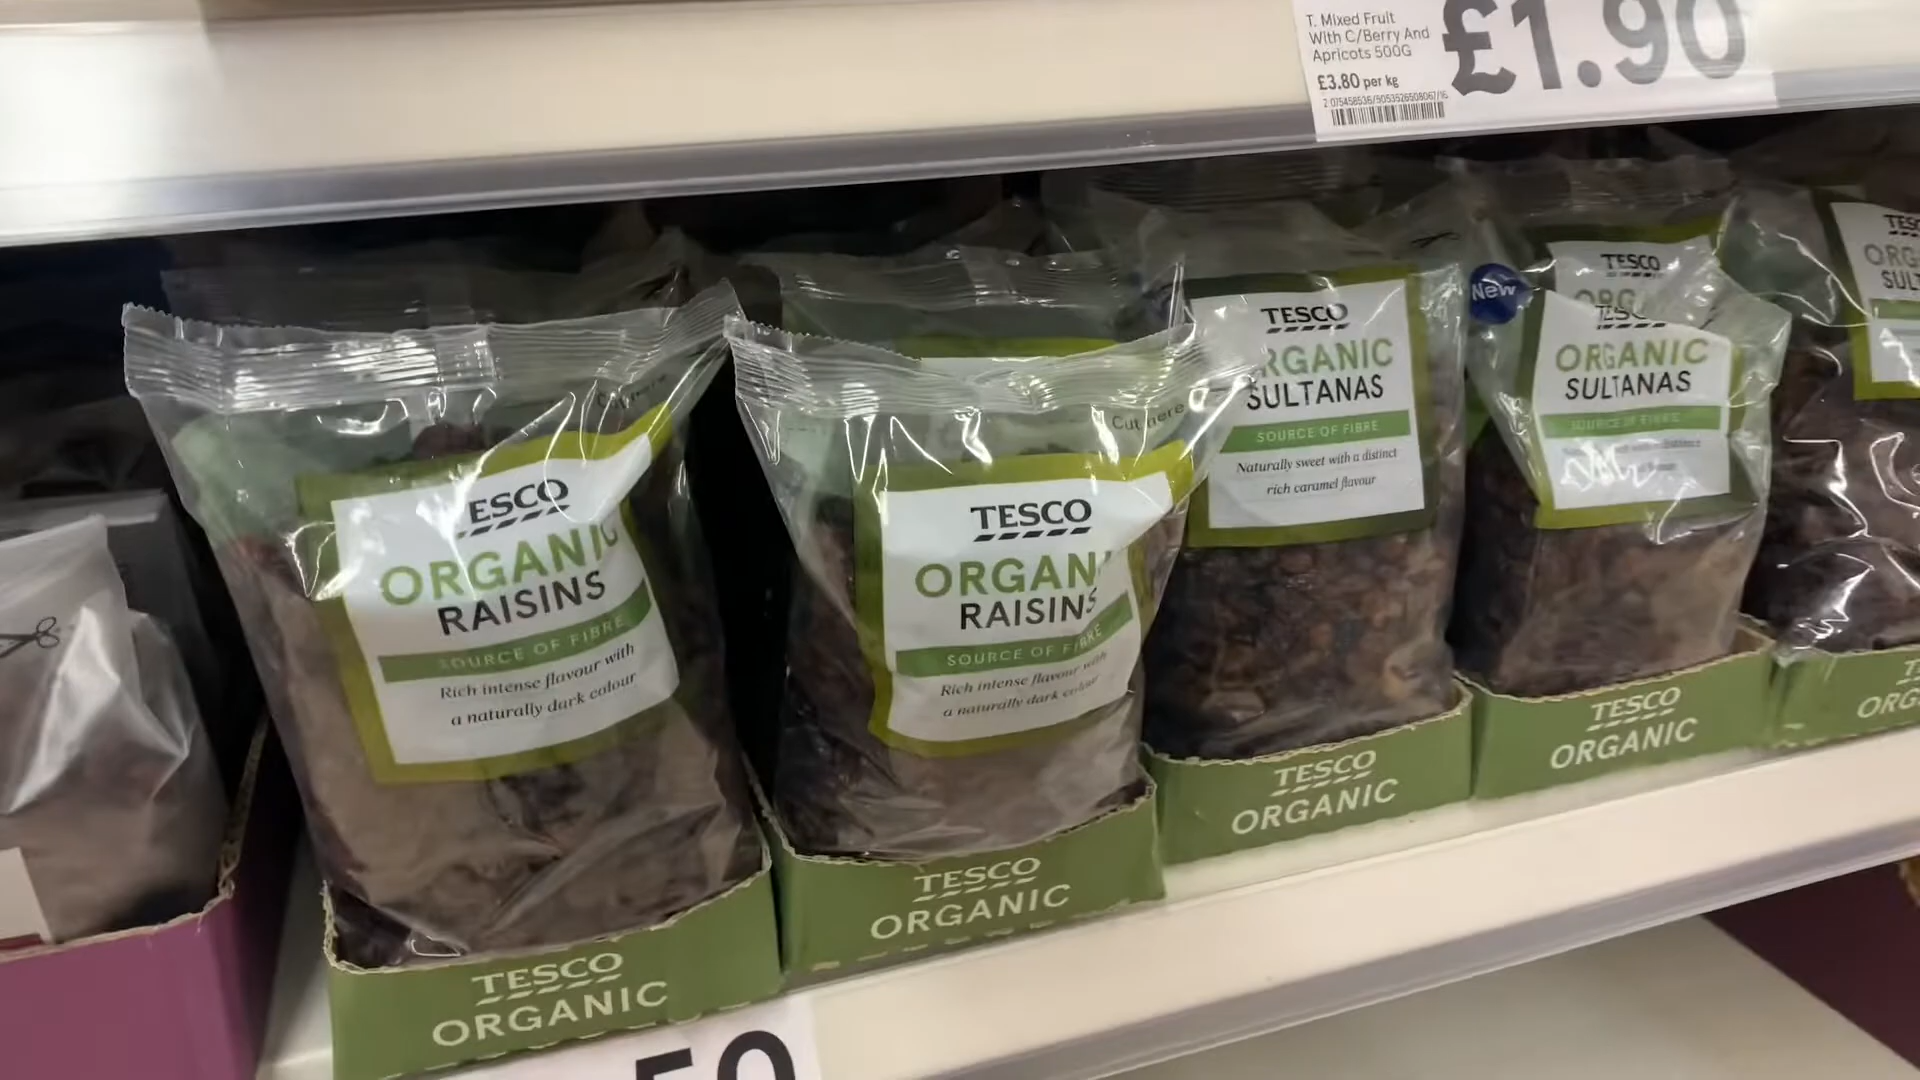 T. Mixed Fruit
With C/Berry And
Apricots 500G
£3.80 per kg
£1.90
New
TESCO
ORGANIC
SULTANAS
SOURCE OF FIBRE
Naturally sweet with a distinct
rich caramel flavour
TESCO
TESCO
ORGANIC
SULTANAS
SOURCE OF FIBRE
TESCO
ORGANIC
RAISINS
SOURCE OF FIBRE
Rich intense flavour with
a naturally dark colour
Cut here
TESCO
ORGANIC
RAISINS
SOURCE OF FIBRE
Rich intense flavour with
a naturally dark colour
TESCO
ORGANIC
TESCO
ORGANIC
TESCO
ORGANIC
TESCO
ORGANIC
50